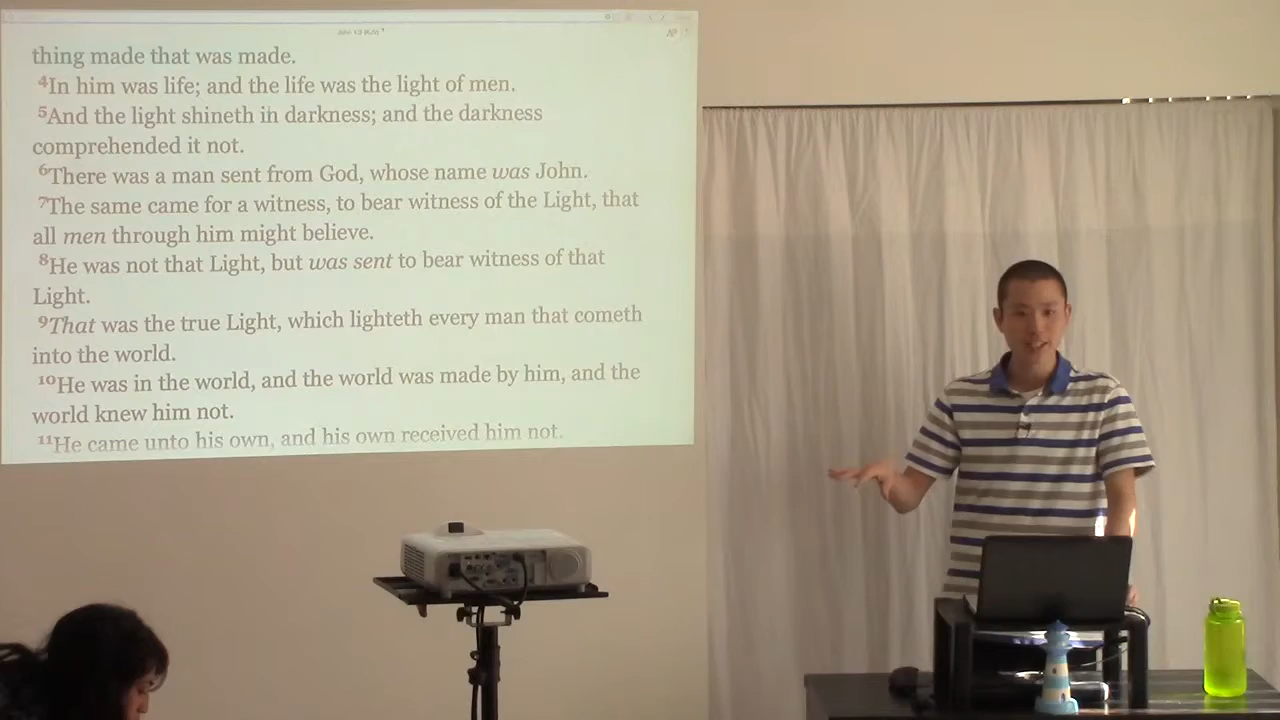 John 1:3 (KJV)
thing made that was made.
⁴In him was life; and the life was the light of men.
⁵And the light shineth in darkness; and the darkness
comprehended it not.
⁶There was a man sent from God, whose name was John.
⁷The same came for a witness, to bear witness of the Light, that
all men through him might believe.
⁸He was not that Light, but was sent to bear witness of that
Light.
⁹That was the true Light, which lighteth every man that cometh
into the world.
¹⁰He was in the world, and the world was made by him, and the
world knew him not.
¹¹He came unto his own, and his own received him not.